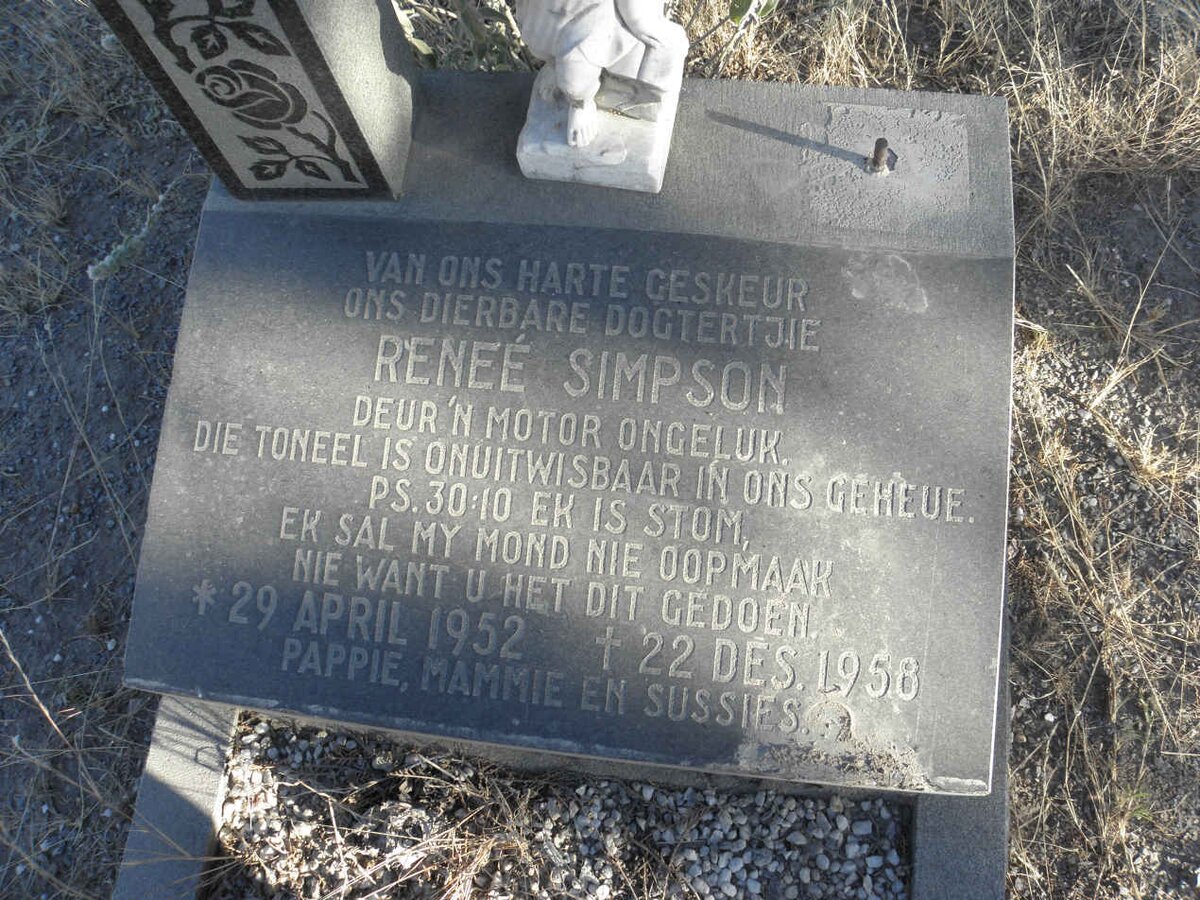 VAN ONS HARTE GESKEUR
ONS DIERBARE DOGTERTJIE
RENEÉ SIMPSON
DEUR 'N MOTOR ONGELUK.
DIE TONEEL IS ONUITWISBAAR IN ONS GEHEUE.
PS. 30:10 EK IS STOM,
EK SAL MY MOND NIE OOPMAAK
NIE WANT U HET DIT GEDOEN.
* 29 APRIL 1952 † 22 DES. 1958
PAPPIE, MAMMIE EN SUSSIES.